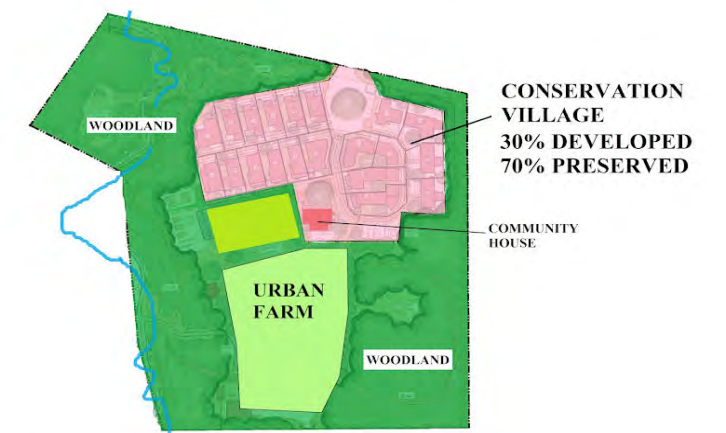 CONSERVATION
VILLAGE
30% DEVELOPED
70% PRESERVED
WOODLAND
COMMUNITY
HOUSE
URBAN
FARM
WOODLAND